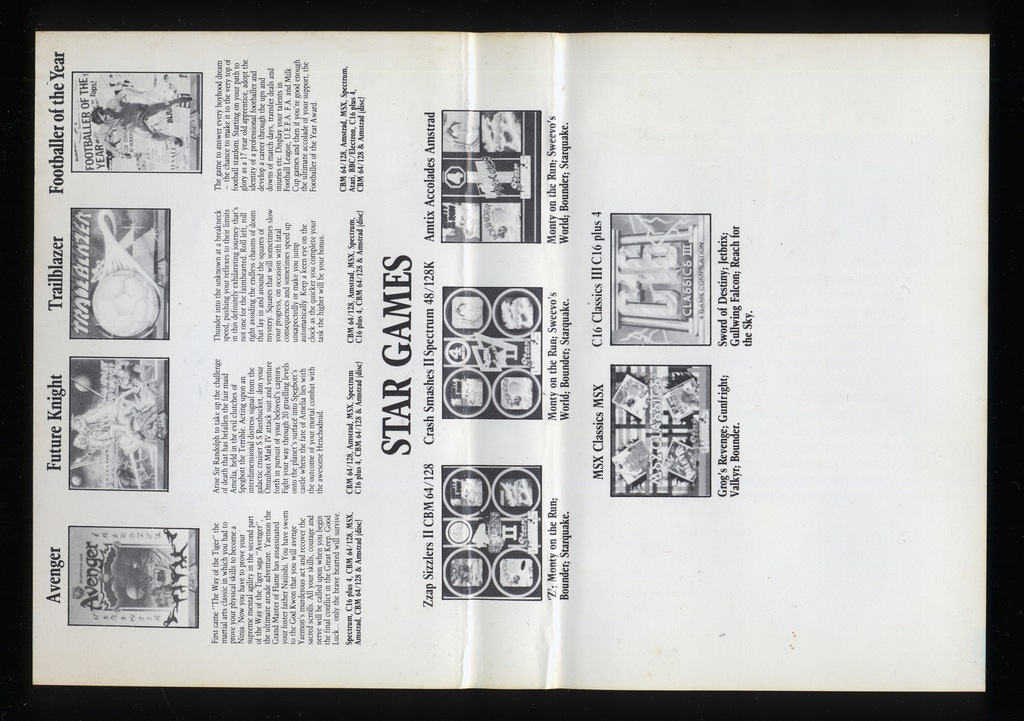 Avenger
Avenger
First came "The Way of the Tiger" the
martial arts classic in which you had to
prove your physical skills to become a
Ninja. Now you have to prove your
supreme mental agility in the second part
of the Way of the Tiger saga "Avenger",
the ultimate arcade adventure. Yaemon the
Grand Master of Flame has assassinated
your foster father Naijishi. You have sworn
to the God Kwon that you will avenge
Yaemon's murderous act and recover the
sacred scrolls. All your skills, courage and
nerve will be called upon when you begin
the final conflict in the Great Keep. Good
Luck... only the brave hearted will survive.
Spectrum, C16 plus 4, CBM 64/128, MSX,
Amstrad, CBM 64/128 & Amstrad [disc]
Future Knight
Arise Sir Randolph to take up the challenge
of death that has befallen the fair maid
Amelia, held in the evil clutches of
Spegbott the Terrible. Acting upon an
interdimensional distress signal from the
galactic cruiser S S Rustbucket, don your
Omnibott Mark IV attack suit and venture
forth in pursuit of your beloved's captors.
Fight your way through 20 gruelling levels
onto the planet's surface into Spegbott's
castle where the fate of Amelia lies with
the outcome of your mortal combat with
the awesome Henchodroid.
CBM 64/128, Amstrad, MSX, Spectrum
C16 plus 4, CBM 64/128 & Amstrad [disc]
Trailblazer
TRAILBLAZER
Thunder into the unknown at a breakneck
speed, pushing your reflexes to their limits
in this definitely exhilarating journey that's
not one for the fainthearted. Roll left, roll
right avoiding the endless chasms of doom
that lay in and around the squares of
mystery. Squares that will sometimes slow
your progress, on occasion with fatal
consequences and sometimes speed up
unexpectedly or make you jump
automatically. Keep a keen eye on the
clock as the quicker you complete your
task the higher will be your bonus.
CBM 64/128, Amstrad, MSX, Spectrum,
C16 plus 4, CBM 64/128 & Amstrad [disc]
Footballer of the Year
FOOTBALLER OF THE
YEAR
The game to answer every boyhood dream
– the chance to make it to the very top of
football stardom. Starting on your path to
glory as a 17 year old apprentice, adopt the
identity of a professional footballer and
develop a career through the ups and
downs of match days, transfer deals and
injuries etc. Display your talents in
Football League, U.E.F.A. F.A. and Milk
Cup games and then if you're good enough
the ultimate accolade of your support, the
Footballer of the Year Award.
CBM 64/128, Amstrad, MSX, Spectrum,
Atari, BBC/Electron, C16 plus 4,
CBM 64/128 & Amstrad [disc]
STAR GAMES
Zzap Sizzlers II CBM 64/128
II
'Z'; Monty on the Run;
Bounder; Starquake.
Crash Smashes II Spectrum 48/128K
II
Monty on the Run; Sweevo's
World; Bounder; Starquake.
Amtix Accolades Amstrad
4
Monty on the Run; Sweevo's
World; Bounder; Starquake.
MSX Classics MSX
MSX CLASSICS
Grog's Revenge; Gunfright;
Valkyr; Bounder.
C16 Classics III C16 plus 4
C16
CLASSICS III
A GAME COMPILATION
Sword of Destiny; Jetbrix;
Gullwing Falcon; Reach for
the Sky.